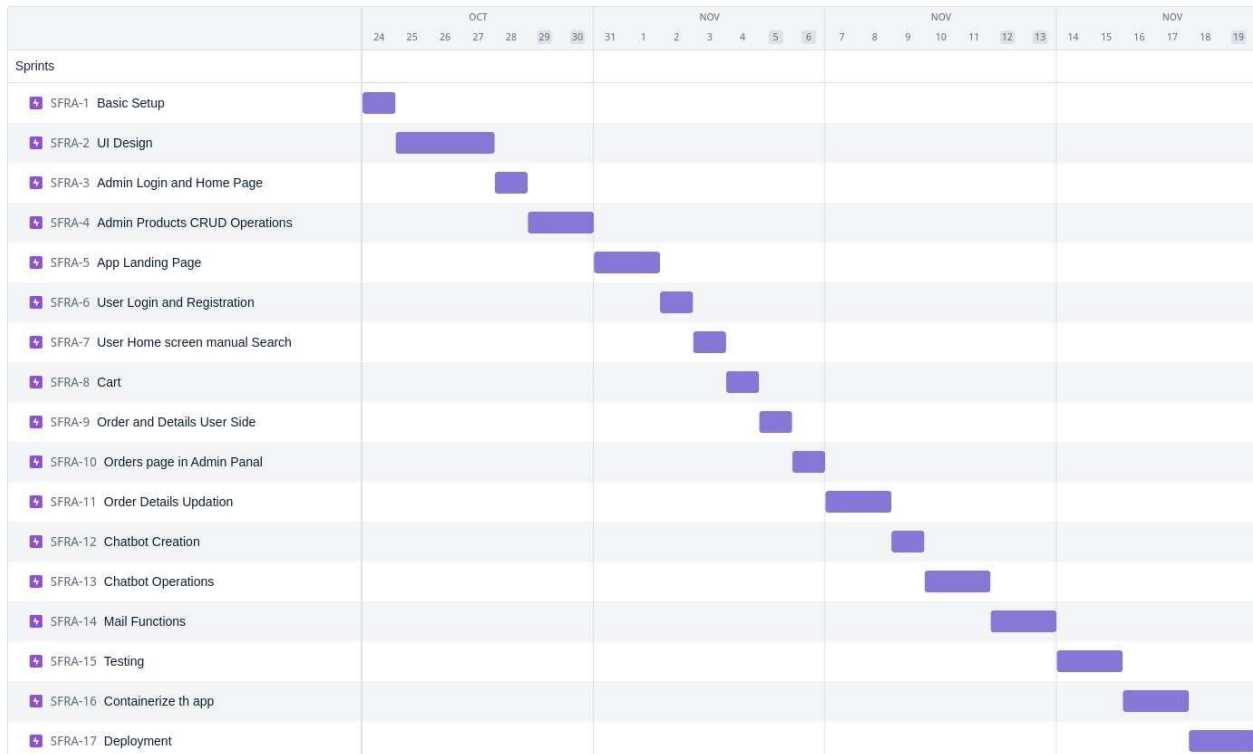 OCT NOV NOV NOV
24 25 26 27 28 29 30 31 1 2 3 4 5 6 7 8 9 10 11 12 13 14 15 16 17 18 19
Sprints
SFRA-1 Basic Setup
SFRA-2 UI Design
SFRA-3 Admin Login and Home Page
SFRA-4 Admin Products CRUD Operations
SFRA-5 App Landing Page
SFRA-6 User Login and Registration
SFRA-7 User Home screen manual Search
SFRA-8 Cart
SFRA-9 Order and Details User Side
SFRA-10 Orders page in Admin Panal
SFRA-11 Order Details Updation
SFRA-12 Chatbot Creation
SFRA-13 Chatbot Operations
SFRA-14 Mail Functions
SFRA-15 Testing
SFRA-16 Containerize th app
SFRA-17 Deployment